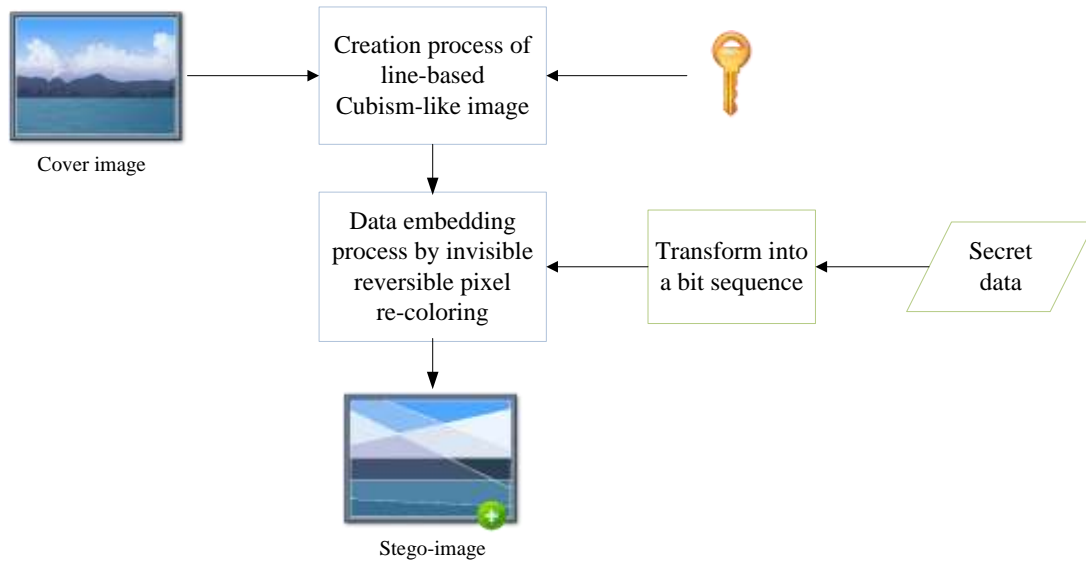 Creation process of
line-based
Cubism-like image
Cover image
Data embedding
process by invisible
reversible pixel
re-coloring
Transform into
a bit sequence
Secret
data
Stego-image